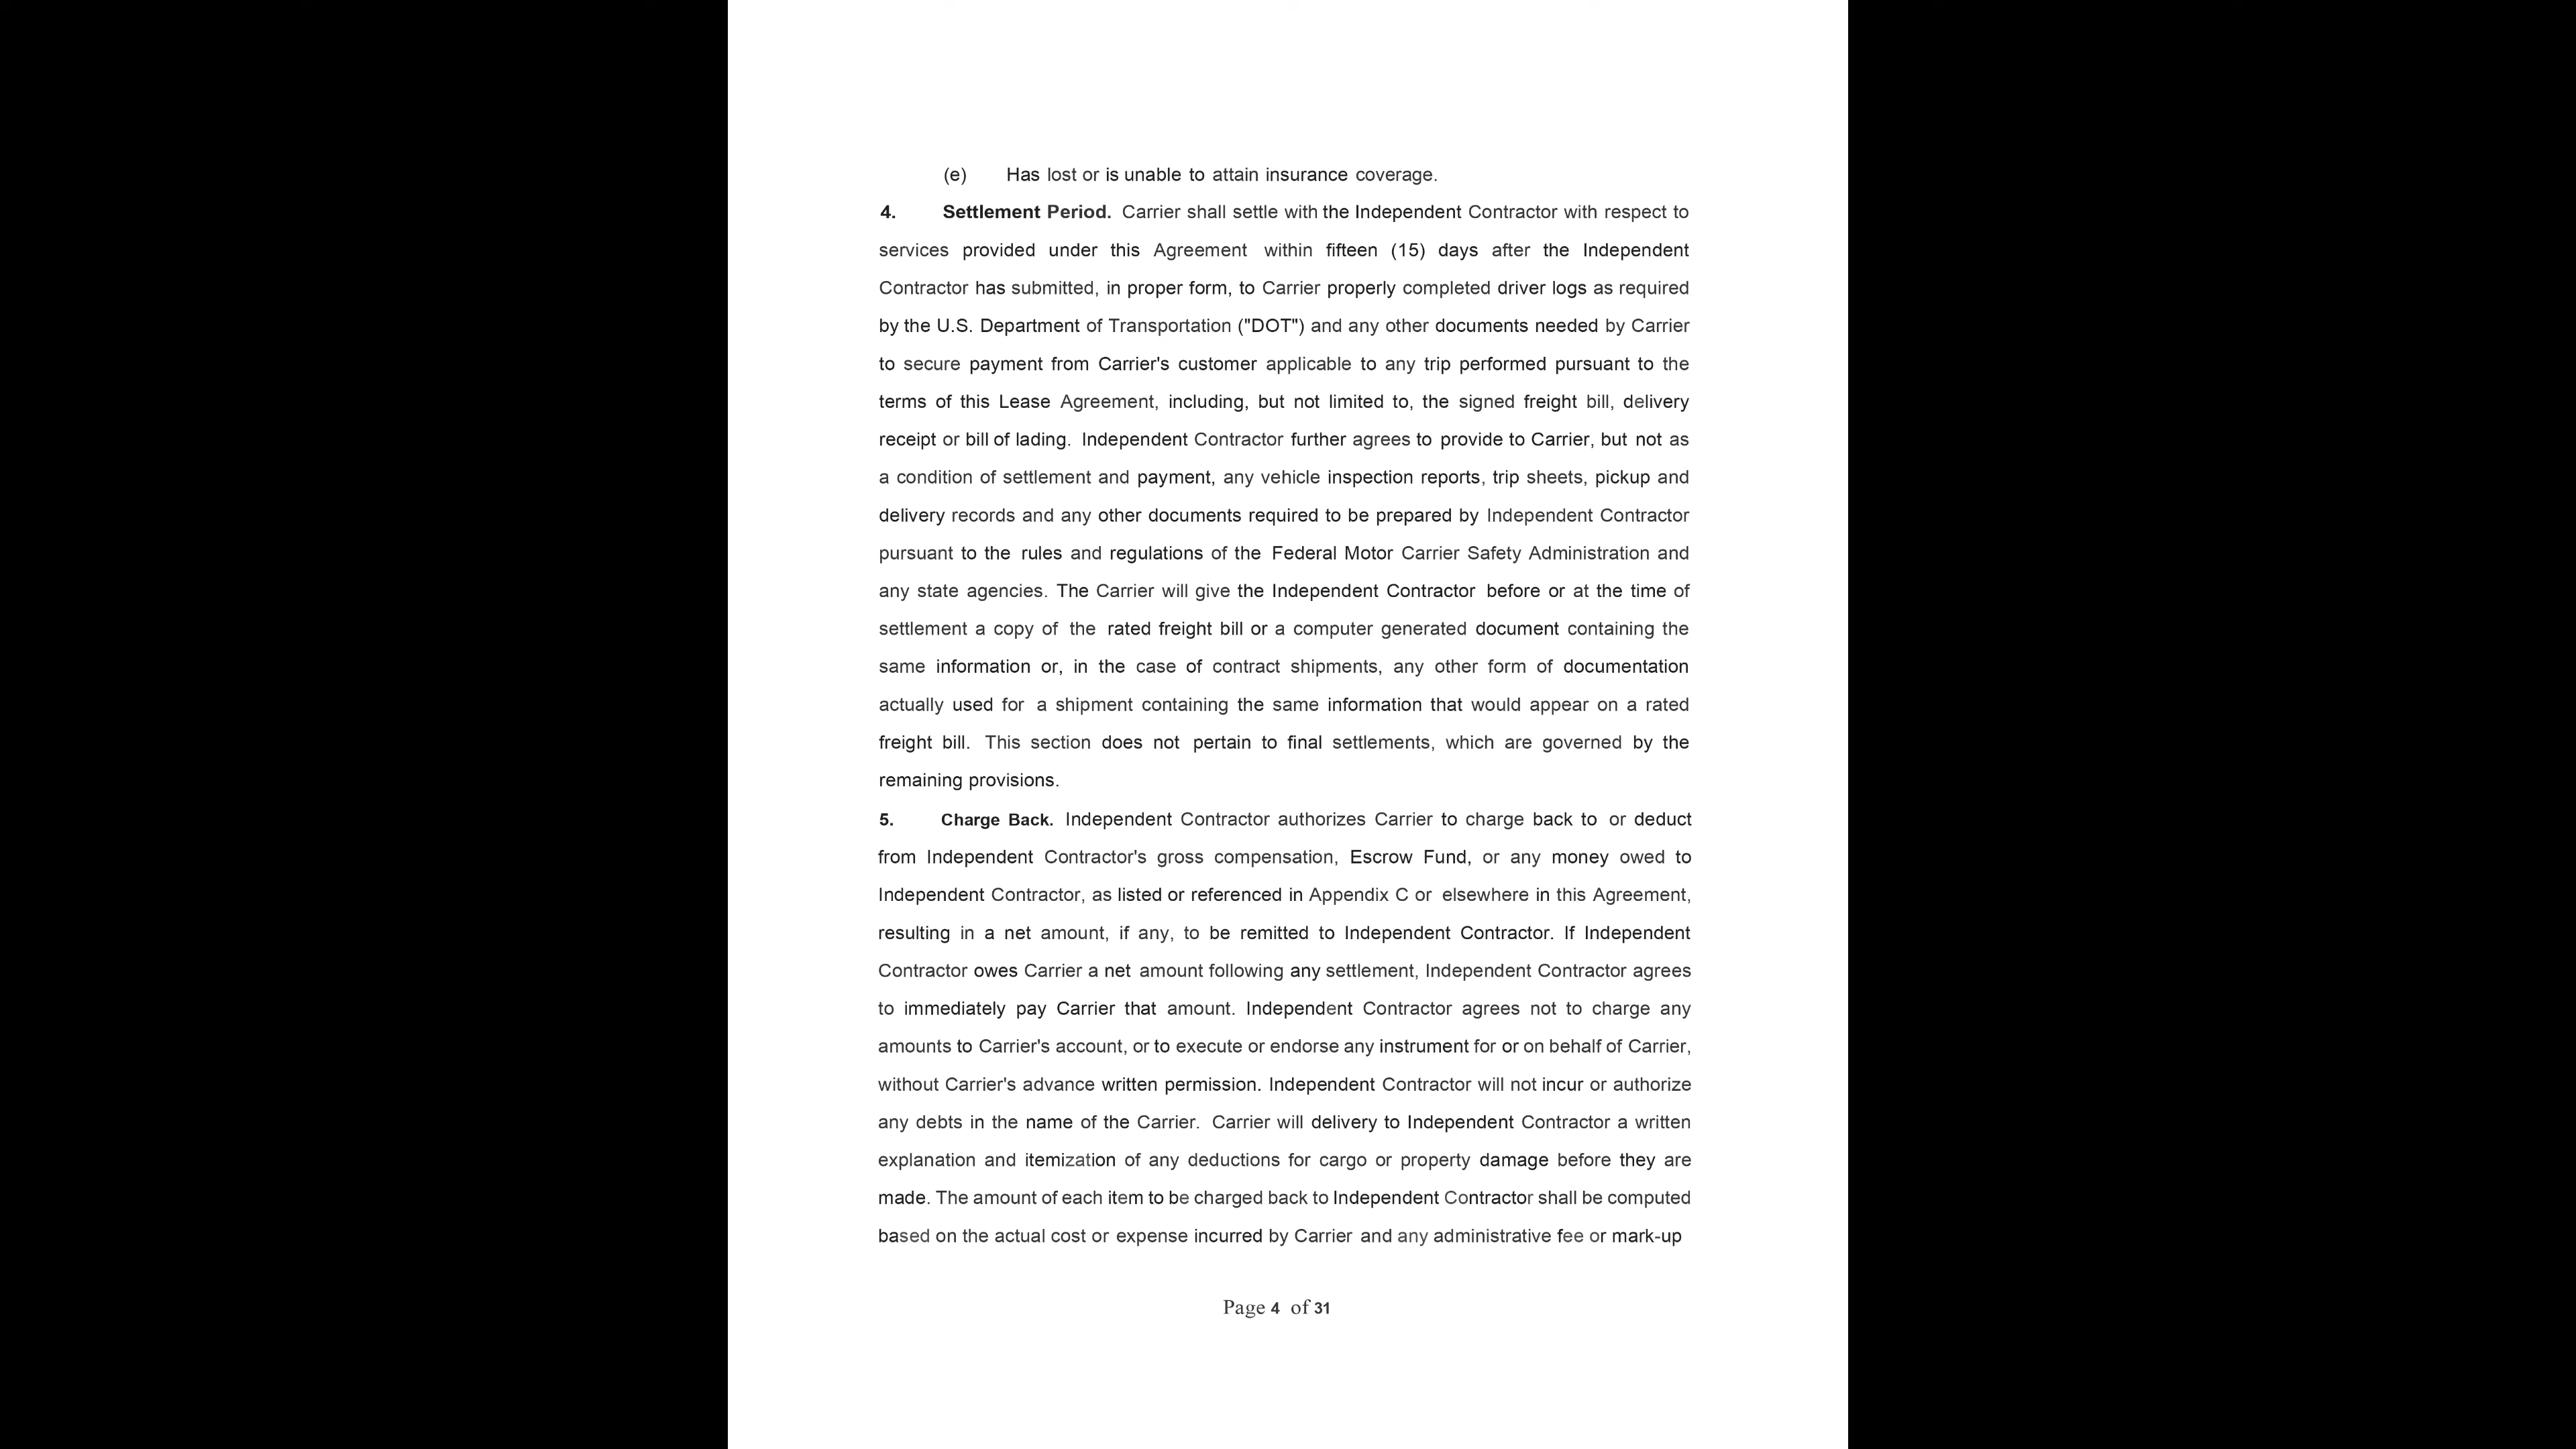 (e) Has lost or is unable to attain insurance coverage.
4. Settlement Period. Carrier shall settle with the Independent Contractor with respect to
services provided under this Agreement within fifteen (15) days after the Independent
Contractor has submitted, in proper form, to Carrier properly completed driver logs as required
by the U.S. Department of Transportation ("DOT") and any other documents needed by Carrier
to secure payment from Carrier's customer applicable to any trip performed pursuant to the
terms of this Lease Agreement, including, but not limited to, the signed freight bill, delivery
receipt or bill of lading. Independent Contractor further agrees to provide to Carrier, but not as
a condition of settlement and payment, any vehicle inspection reports, trip sheets, pickup and
delivery records and any other documents required to be prepared by Independent Contractor
pursuant to the rules and regulations of the Federal Motor Carrier Safety Administration and
any state agencies. The Carrier will give the Independent Contractor before or at the time of
settlement a copy of the rated freight bill or a computer generated document containing the
same information or, in the case of contract shipments, any other form of documentation
actually used for a shipment containing the same information that would appear on a rated
freight bill. This section does not pertain to final settlements, which are governed by the
remaining provisions.
5. Charge Back. Independent Contractor authorizes Carrier to charge back to or deduct
from Independent Contractor's gross compensation, Escrow Fund, or any money owed to
Independent Contractor, as listed or referenced in Appendix C or elsewhere in this Agreement,
resulting in a net amount, if any, to be remitted to Independent Contractor. If Independent
Contractor owes Carrier a net amount following any settlement, Independent Contractor agrees
to immediately pay Carrier that amount. Independent Contractor agrees not to charge any
amounts to Carrier's account, or to execute or endorse any instrument for or on behalf of Carrier,
without Carrier's advance written permission. Independent Contractor will not incur or authorize
any debts in the name of the Carrier. Carrier will delivery to Independent Contractor a written
explanation and itemization of any deductions for cargo or property damage before they are
made. The amount of each item to be charged back to Independent Contractor shall be computed
based on the actual cost or expense incurred by Carrier and any administrative fee or mark-up
Page 4 of 31